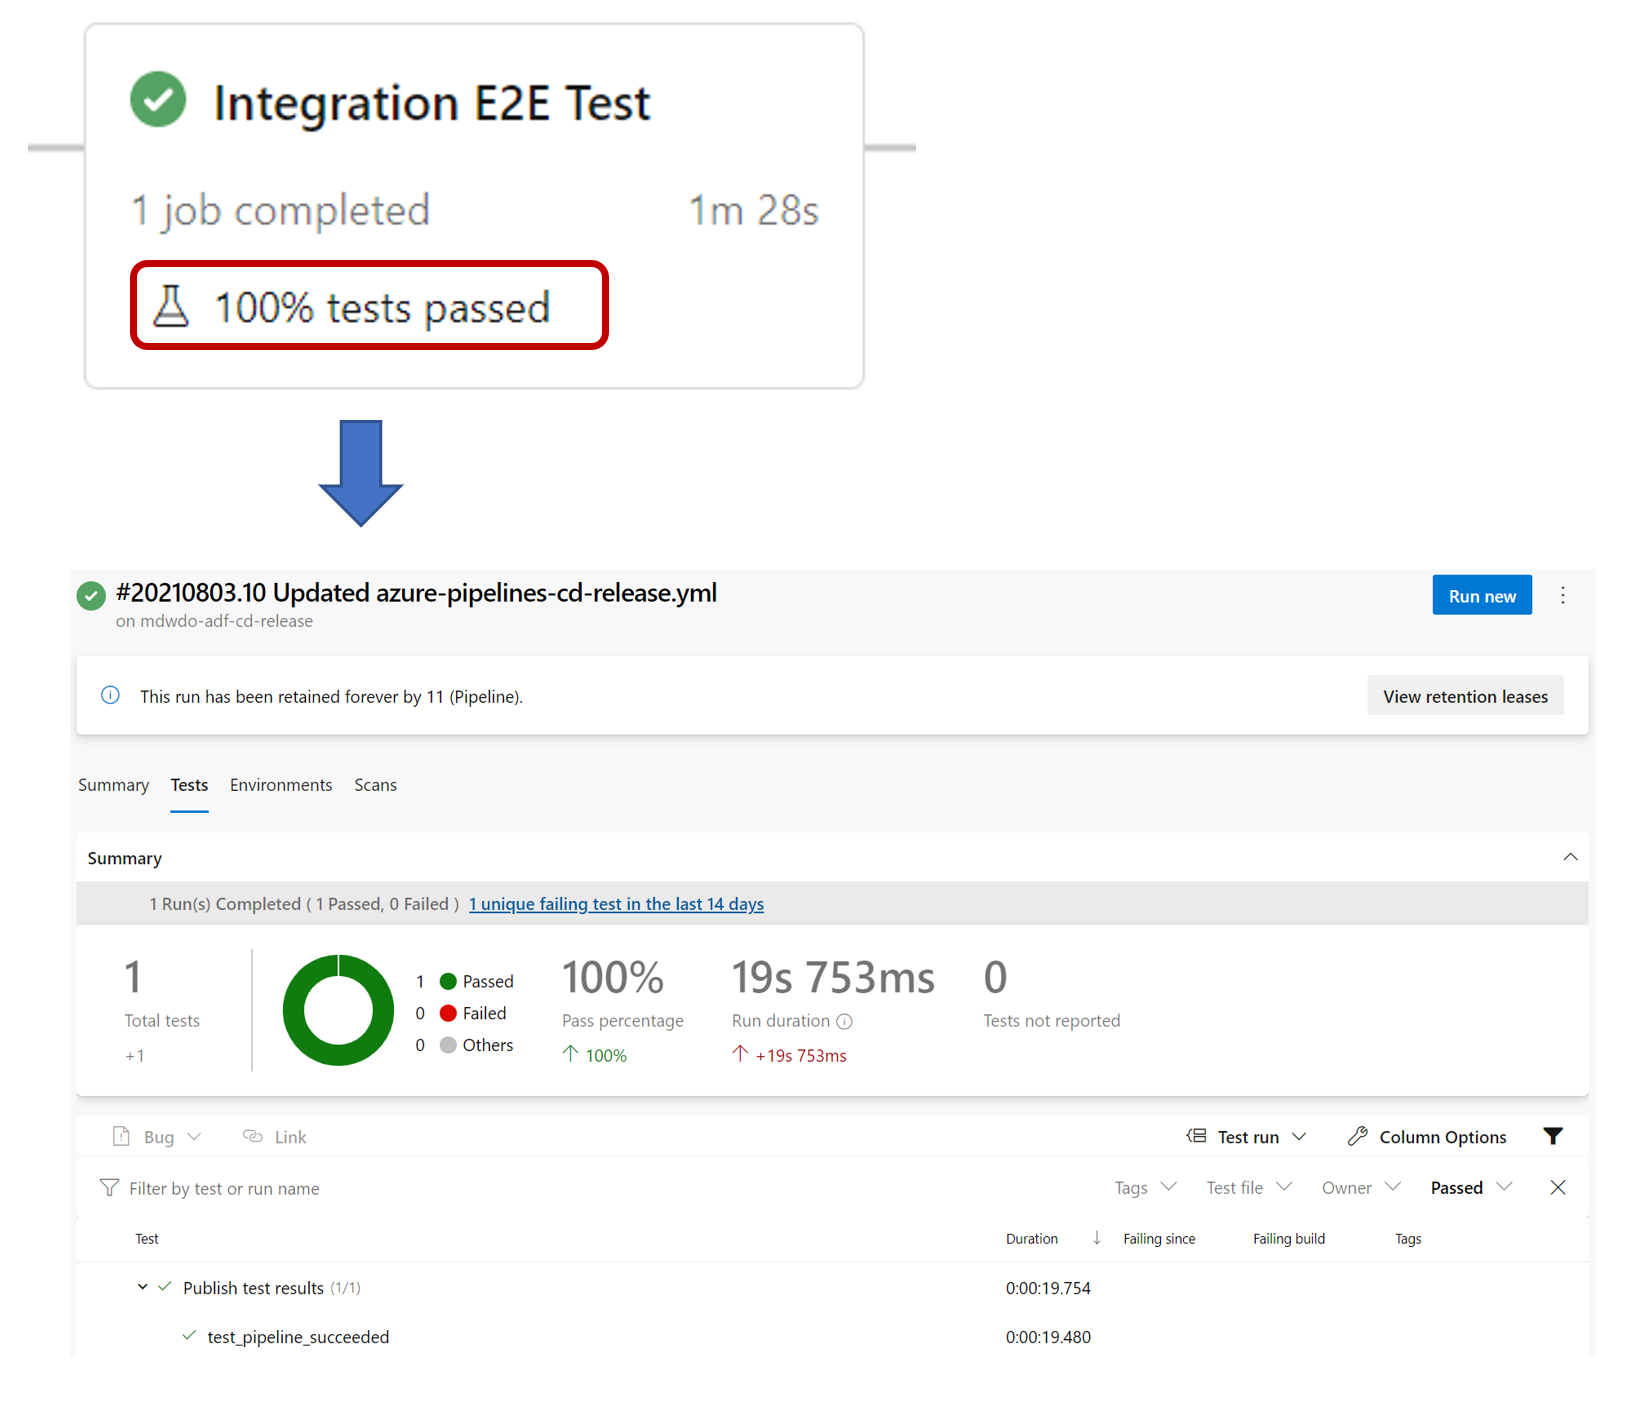 Integration E2E Test
1 job completed 1m 28s
100% tests passed
#20210803.10 Updated azure-pipelines-cd-release.yml
Run new
on mdwdo-adf-cd-release
This run has been retained forever by 11 (Pipeline).
View retention leases
Summary Tests Environments Scans
Summary
1 Run(s) Completed ( 1 Passed, 0 Failed ) 1 unique failing test in the last 14 days
1
Total tests
+1
1 Passed
0 Failed
0 Others
100%
Pass percentage
100%
19s 753ms
Run duration
+19s 753ms
0
Tests not reported
Bug Link Test run Column Options
Filter by test or run name Tags Test file Owner Passed
Test Duration Failing since Failing build Tags
Publish test results (1/1) 0:00:19.754
test_pipeline_succeeded 0:00:19.480